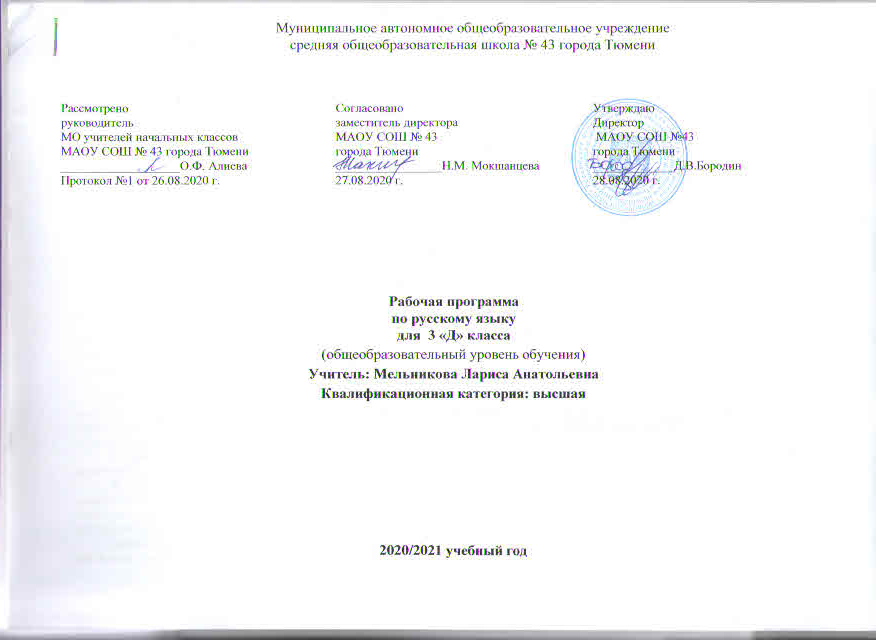 Муниципальное автономное общеобразовательное учреждение
средняя общеобразовательная школа № 43 города Тюмени
Рассмотрено
руководитель
МО учителей начальных классов
МАОУ СОШ № 43 города Тюмени
О.Ф. Алиева
Протокол №1 от 26.08.2020 г.
Согласовано
заместитель директора
МАОУ СОШ № 43
города Тюмени
Н.М. Мокшанцева
27.08.2020 г.
Утверждаю
Директор
МАОУ СОШ №43
города Тюмени
Д.В.Бородин
28.08.2020 г.
Рабочая программа
по русскому языку
для 3 «Д» класса
(общеобразовательный уровень обучения)
Учитель: Мельникова Лариса Анатольевна
Квалификационная категория: высшая
2020/2021 учебный год